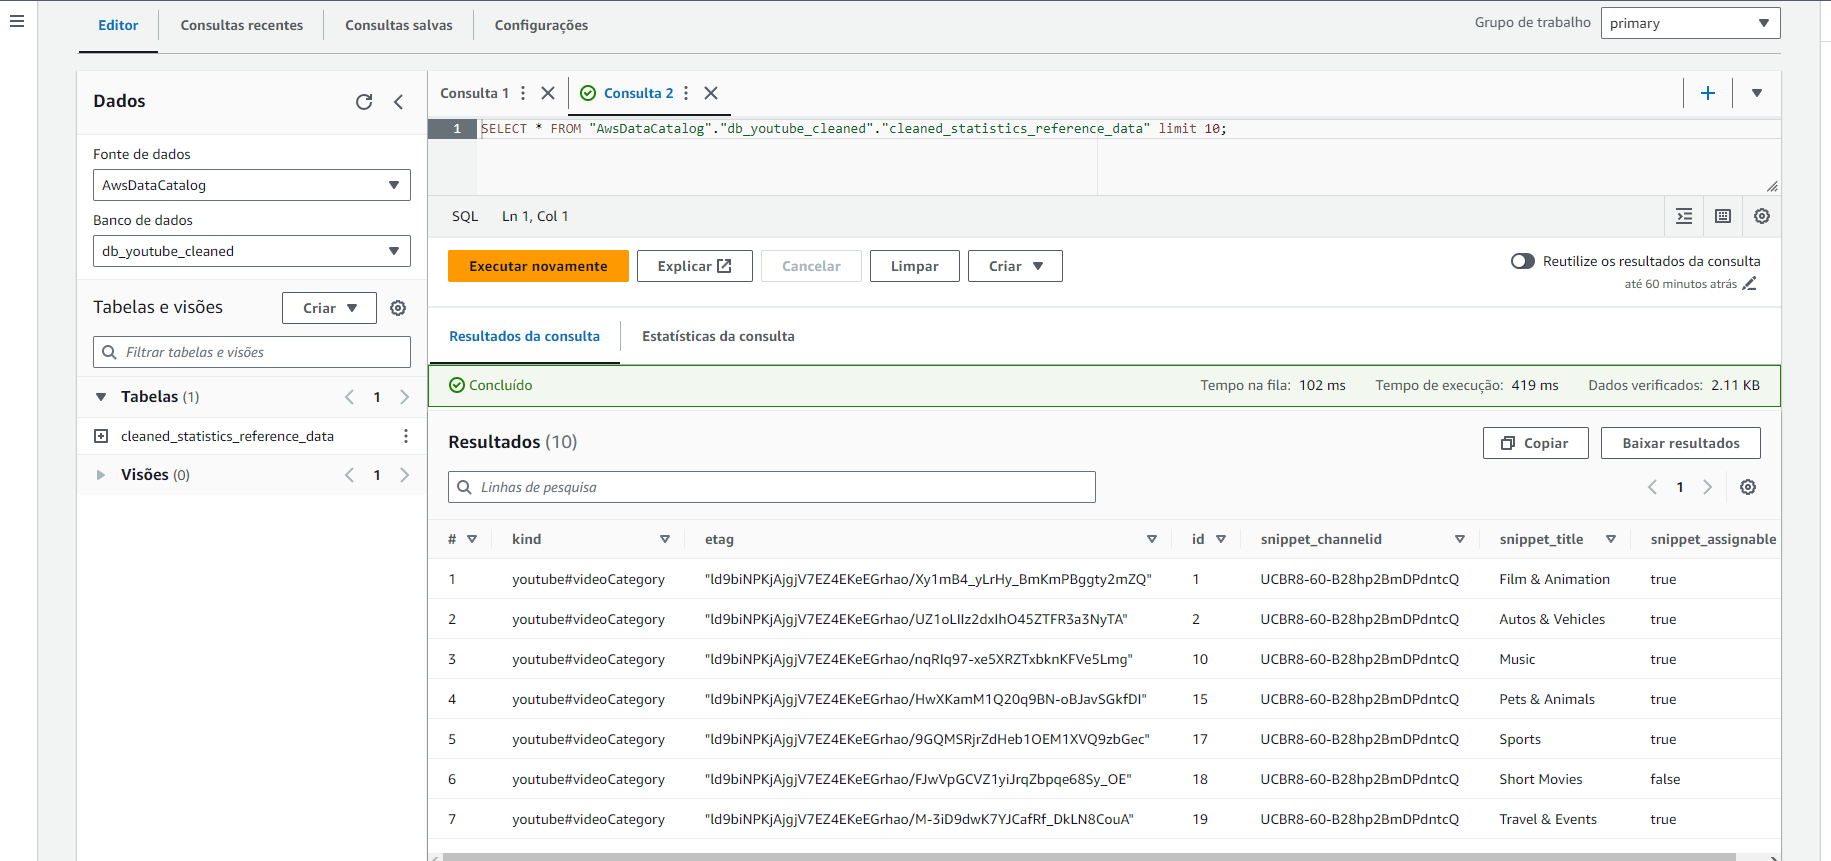 Editor
Consultas recentes
Consultas salvas
Configurações
Grupo de trabalho
primary
Dados
Fonte de dados
AwsDataCatalog
Banco de dados
db_youtube_cleaned
Tabelas e visões
Criar
Filtrar tabelas e visões
Tabelas (1)
1
cleaned_statistics_reference_data
Visões (0)
1
Consulta 1
Consulta 2
1 SELECT * FROM "AwsDataCatalog"."db_youtube_cleaned"."cleaned_statistics_reference_data" limit 10;
SQL Ln 1, Col 1
Executar novamente
Explicar
Cancelar
Limpar
Criar
Reutilize os resultados da consulta
até 60 minutos atrás
Resultados da consulta
Estatísticas da consulta
Concluído
Tempo na fila: 102 ms
Tempo de execução: 419 ms
Dados verificados: 2.11 KB
Resultados (10)
Copiar
Baixar resultados
Linhas de pesquisa
1
# kind etag id snippet_channelid snippet_title snippet_assignable
1 youtube#videoCategory "ld9biNPKjAjgjV7EZ4EKeEGrhao/Xy1mB4_yLrHy_BmKmPBggty2mZQ" 1 UCBR8-60-B28hp2BmDPdntcQ Film & Animation true
2 youtube#videoCategory "ld9biNPKjAjgjV7EZ4EKeEGrhao/UZ1oLIIz2dxIhO45ZTFR3a3NyTA" 2 UCBR8-60-B28hp2BmDPdntcQ Autos & Vehicles true
3 youtube#videoCategory "ld9biNPKjAjgjV7EZ4EKeEGrhao/nqRIq97-xe5XRZTxbknKFVe5Lmg" 10 UCBR8-60-B28hp2BmDPdntcQ Music true
4 youtube#videoCategory "ld9biNPKjAjgjV7EZ4EKeEGrhao/HwXKamM1Q20q9BN-oBJavSGkfDI" 15 UCBR8-60-B28hp2BmDPdntcQ Pets & Animals true
5 youtube#videoCategory "ld9biNPKjAjgjV7EZ4EKeEGrhao/9GQMSRjrZdHeb1OEM1XVQ9zbGec" 17 UCBR8-60-B28hp2BmDPdntcQ Sports true
6 youtube#videoCategory "ld9biNPKjAjgjV7EZ4EKeEGrhao/FJwVpGCVZ1yiJrqZbpqe68Sy_OE" 18 UCBR8-60-B28hp2BmDPdntcQ Short Movies false
7 youtube#videoCategory "ld9biNPKjAjgjV7EZ4EKeEGrhao/M-3iD9dwK7YJCafRf_DkLN8CouA" 19 UCBR8-60-B28hp2BmDPdntcQ Travel & Events true